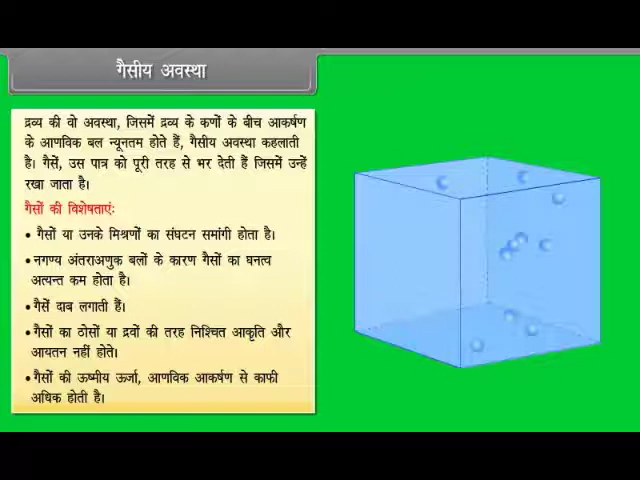 गैसीय अवस्था
द्रव्य की वो अवस्था, जिसमें द्रव्य के कणों के बीच आकर्षण
के आणविक बल न्यूनतम होते हैं, गैसीय अवस्था कहलाती
है। गैसें, उस पात्र को पूरी तरह से भर देती हैं जिसमें उन्हें
रखा जाता है।
गैसों की विशेषताएंः
• गैसों या उनके मिश्रणों का संघटन समांगी होता है।
• नगण्य अंतराअणुक बलों के कारण गैसों का घनत्व
अत्यन्त कम होता है।
• गैसें दाब लगाती हैं।
• गैसों का ठोसों या द्रवों की तरह निश्चित आकृति और
आयतन नहीं होते।
• गैसों की ऊष्मीय ऊर्जा, आणविक आकर्षण से काफी
अधिक होती है।